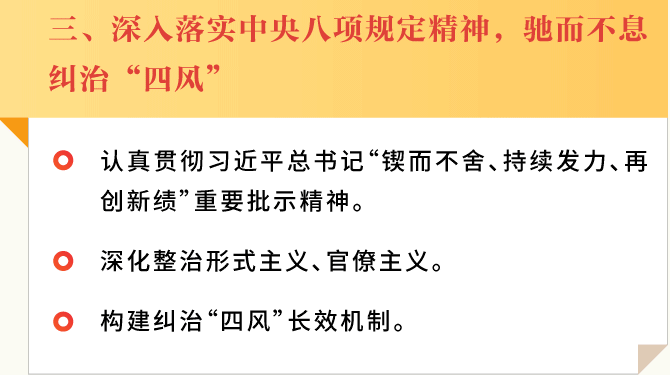 三、深入落实中央八项规定精神，驰而不息
纠治“四风”
认真贯彻习近平总书记“锲而不舍、持续发力、再
创新绩”重要批示精神。
深化整治形式主义、官僚主义。
构建纠治“四风”长效机制。